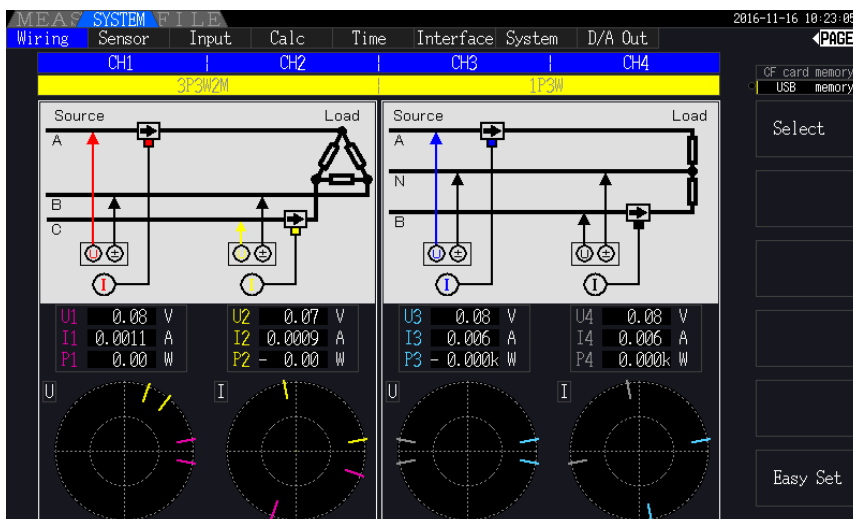 MEAS SYSTEM FILE 2016-11-16 10:23:05
Wiring Sensor Input Calc Time Interface System D/A Out PAGE
CH1 CH2 CH3 CH4
3P3W2M 1P3W
CF card memory
USB memory
Select
Source Load Source Load
A A
N
B B
C
U ± U ± U ± U ±
I I I I
U1 0.08 V U2 0.07 V U3 0.08 V U4 0.08 V
I1 0.0011 A I2 0.0009 A I3 0.006 A I4 0.006 A
P1 0.00 W P2 - 0.00 W P3 - 0.000k W P4 0.000k W
U I U I
Easy Set